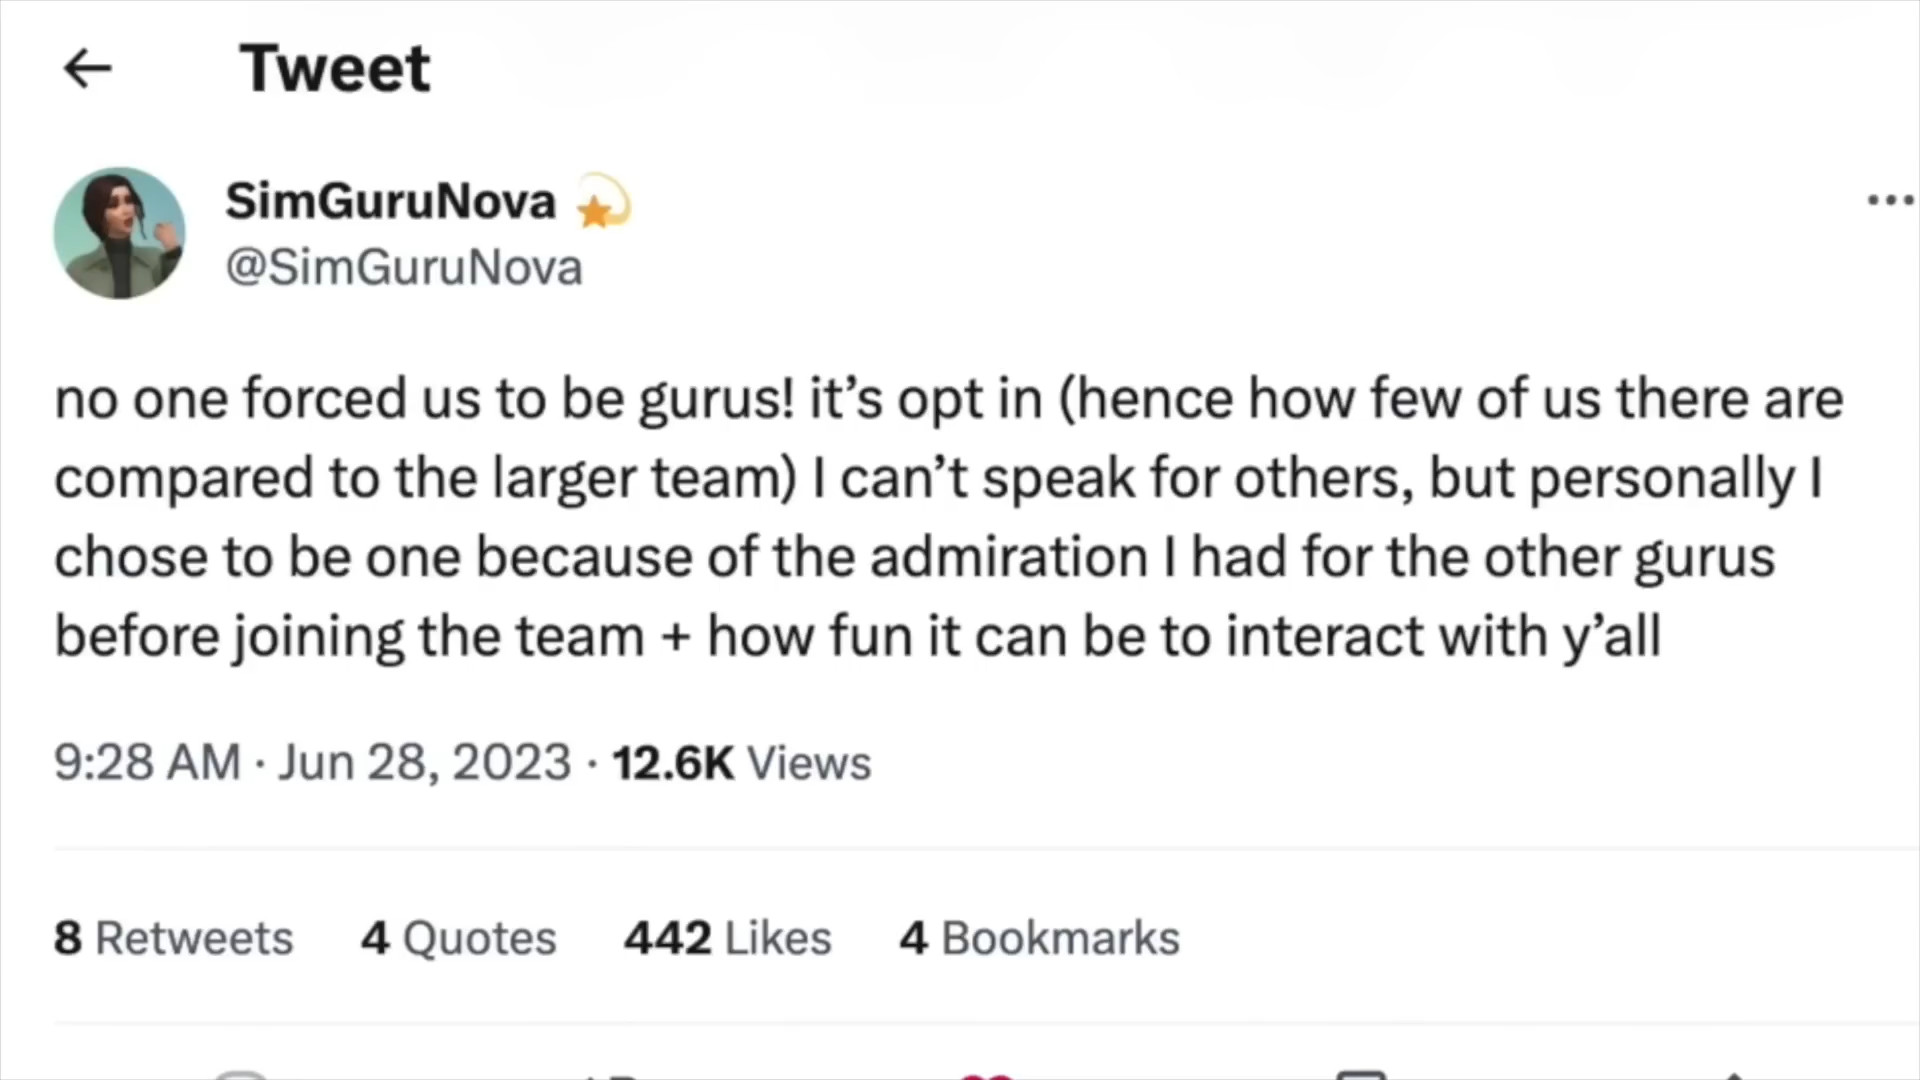 Tweet
SimGuruNova 💫
@SimGuruNova
no one forced us to be gurus! it’s opt in (hence how few of us there are
compared to the larger team) I can’t speak for others, but personally I
chose to be one because of the admiration I had for the other gurus
before joining the team + how fun it can be to interact with y’all
9:28 AM · Jun 28, 2023 · 12.6K Views
8 Retweets 4 Quotes 442 Likes 4 Bookmarks